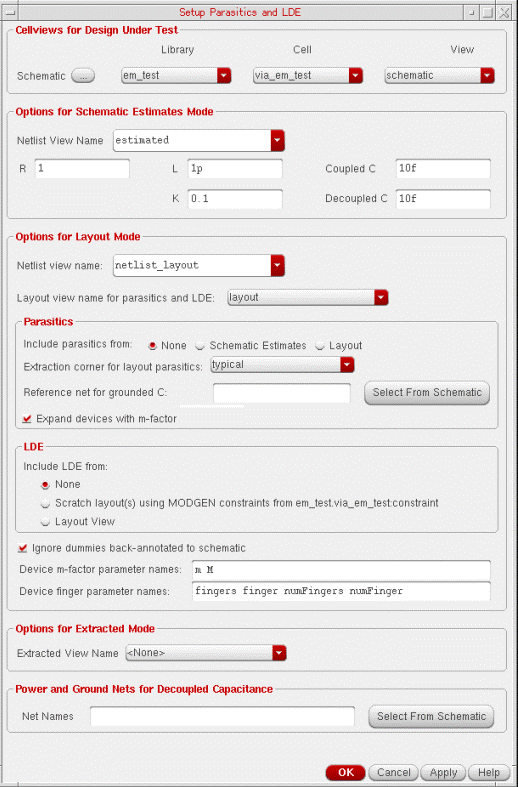 Setup Parasitics and LDE
Cellviews for Design Under Test
Library Cell View
Schematic ... em_test via_em_test schematic
Options for Schematic Estimates Mode
Netlist View Name estimated
R 1 L 1p Coupled C 10f
K 0.1 Decoupled C 10f
Options for Layout Mode
Netlist view name: netlist_layout
Layout view name for parasitics and LDE: layout
Parasitics
Include parasitics from: None Schematic Estimates Layout
Extraction corner for layout parasitics: typical
Reference net for grounded C: Select From Schematic
Expand devices with m-factor
LDE
Include LDE from:
None
Scratch layout(s) using MODGEN constraints from em_test.via_em_test:constraint
Layout View
Ignore dummies back-annotated to schematic
Device m-factor parameter names: m M
Device finger parameter names: fingers finger numFingers numFinger
Options for Extracted Mode
Extracted View Name <None>
Power and Ground Nets for Decoupled Capacitance
Net Names Select From Schematic
OK Cancel Apply Help